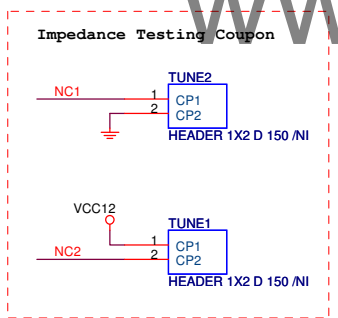 Impedance Testing Coupon
TUNE2
NC1
1 CP1
2 CP2
HEADER 1X2 D 150 /NI
VCC12
TUNE1
1 CP1
NC2
2 CP2
HEADER 1X2 D 150 /NI